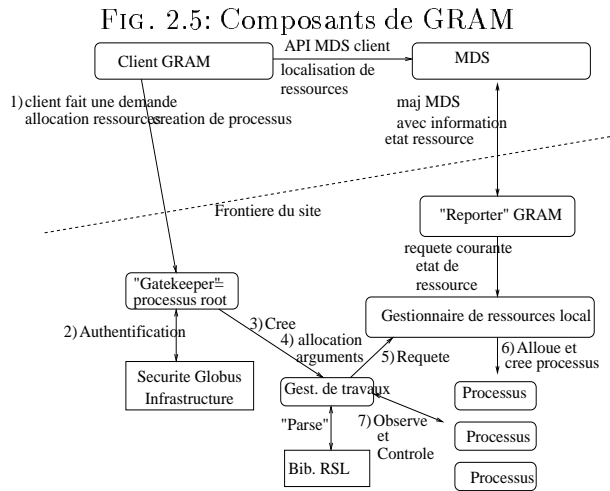 FIG. 2.5: Composants de GRAM
Client GRAM
API MDS client
localisation de
ressources
MDS
1) client fait une demande
allocation ressources
creation de processus
maj MDS
avec information
etat ressource
Frontiere du site
"Reporter" GRAM
requete courante
etat de
ressource
"Gatekeeper"=
processus root
Gestionnaire de ressources local
2) Authentification
3) Cree
4) allocation
arguments
5) Requete
6) Alloue et
cree processus
Securite Globus
Infrastructure
Gest. de travaux
Processus
"Parse"
7) Observe
et
Controle
Processus
Bib. RSL
Processus